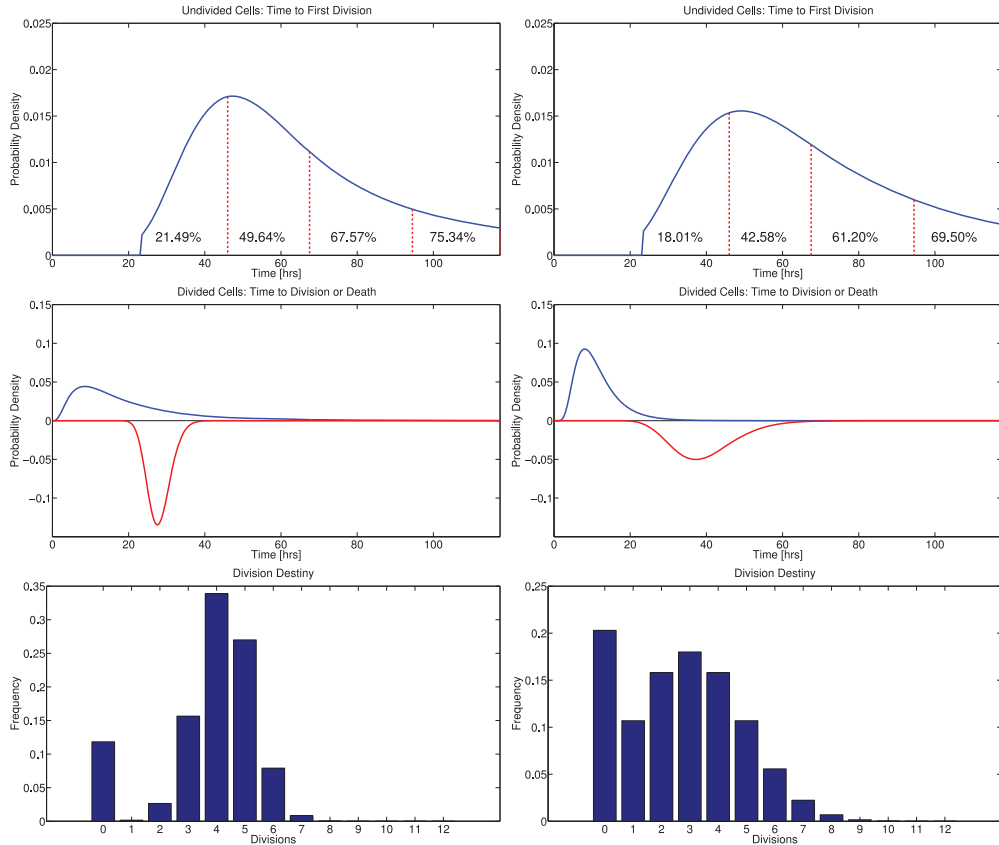 Undivided Cells: Time to First Division
0.025
0.02
0.015
0.01
0.005
0
Probability Density
21.49% 49.64% 67.57% 75.34%
0 20 40 60 80 100
Time [hrs]
Undivided Cells: Time to First Division
0.025
0.02
0.015
0.01
0.005
0
Probability Density
18.01% 42.58% 61.20% 69.50%
0 20 40 60 80 100
Time [hrs]
Divided Cells: Time to Division or Death
0.15
0.1
0.05
0
−0.05
−0.1
Probability Density
0 20 40 60 80 100
Time [hrs]
Divided Cells: Time to Division or Death
0.15
0.1
0.05
0
−0.05
−0.1
Probability Density
0 20 40 60 80 100
Time [hrs]
Division Destiny
0.35
0.3
0.25
0.2
0.15
0.1
0.05
0
Frequency
0 1 2 3 4 5 6 7 8 9 10 11 12
Divisions
Division Destiny
0.25
0.2
0.15
0.1
0.05
0
Frequency
0 1 2 3 4 5 6 7 8 9 10 11 12
Divisions